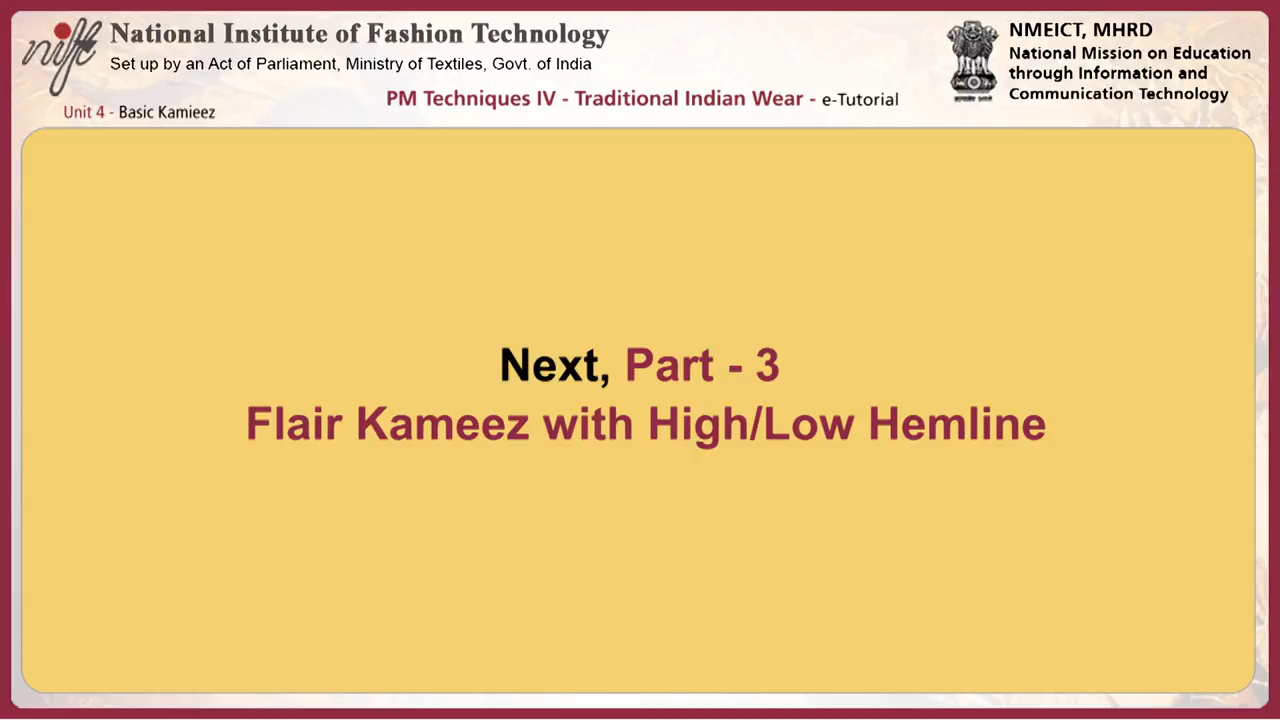 nift
National Institute of Fashion Technology
Set up by an Act of Parliament, Ministry of Textiles, Govt. of India
Unit 4 - Basic Kamieez
PM Techniques IV - Traditional Indian Wear - e-Tutorial
NMEICT, MHRD
National Mission on Education
through Information and
Communication Technology
Next, Part - 3
Flair Kameez with High/Low Hemline